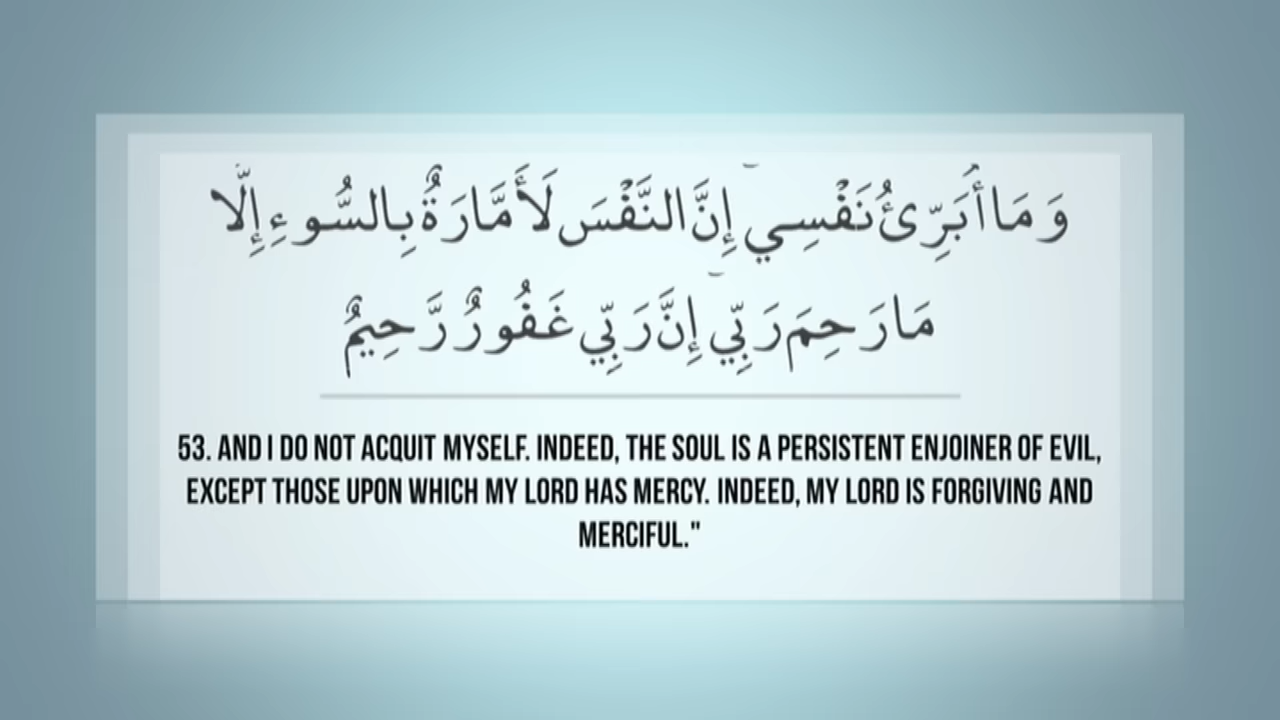 وَمَا أُبَرِّئُ نَفْسِي ۚ إِنَّ النَّفْسَ لَأَمَّارَةٌ بِالسُّوءِ إِلَّا
مَا رَحِمَ رَبِّي ۚ إِنَّ رَبِّي غَفُورٌ رَّحِيمٌ
53. AND I DO NOT ACQUIT MYSELF. INDEED, THE SOUL IS A PERSISTENT ENJOINER OF EVIL,
EXCEPT THOSE UPON WHICH MY LORD HAS MERCY. INDEED, MY LORD IS FORGIVING AND
MERCIFUL."